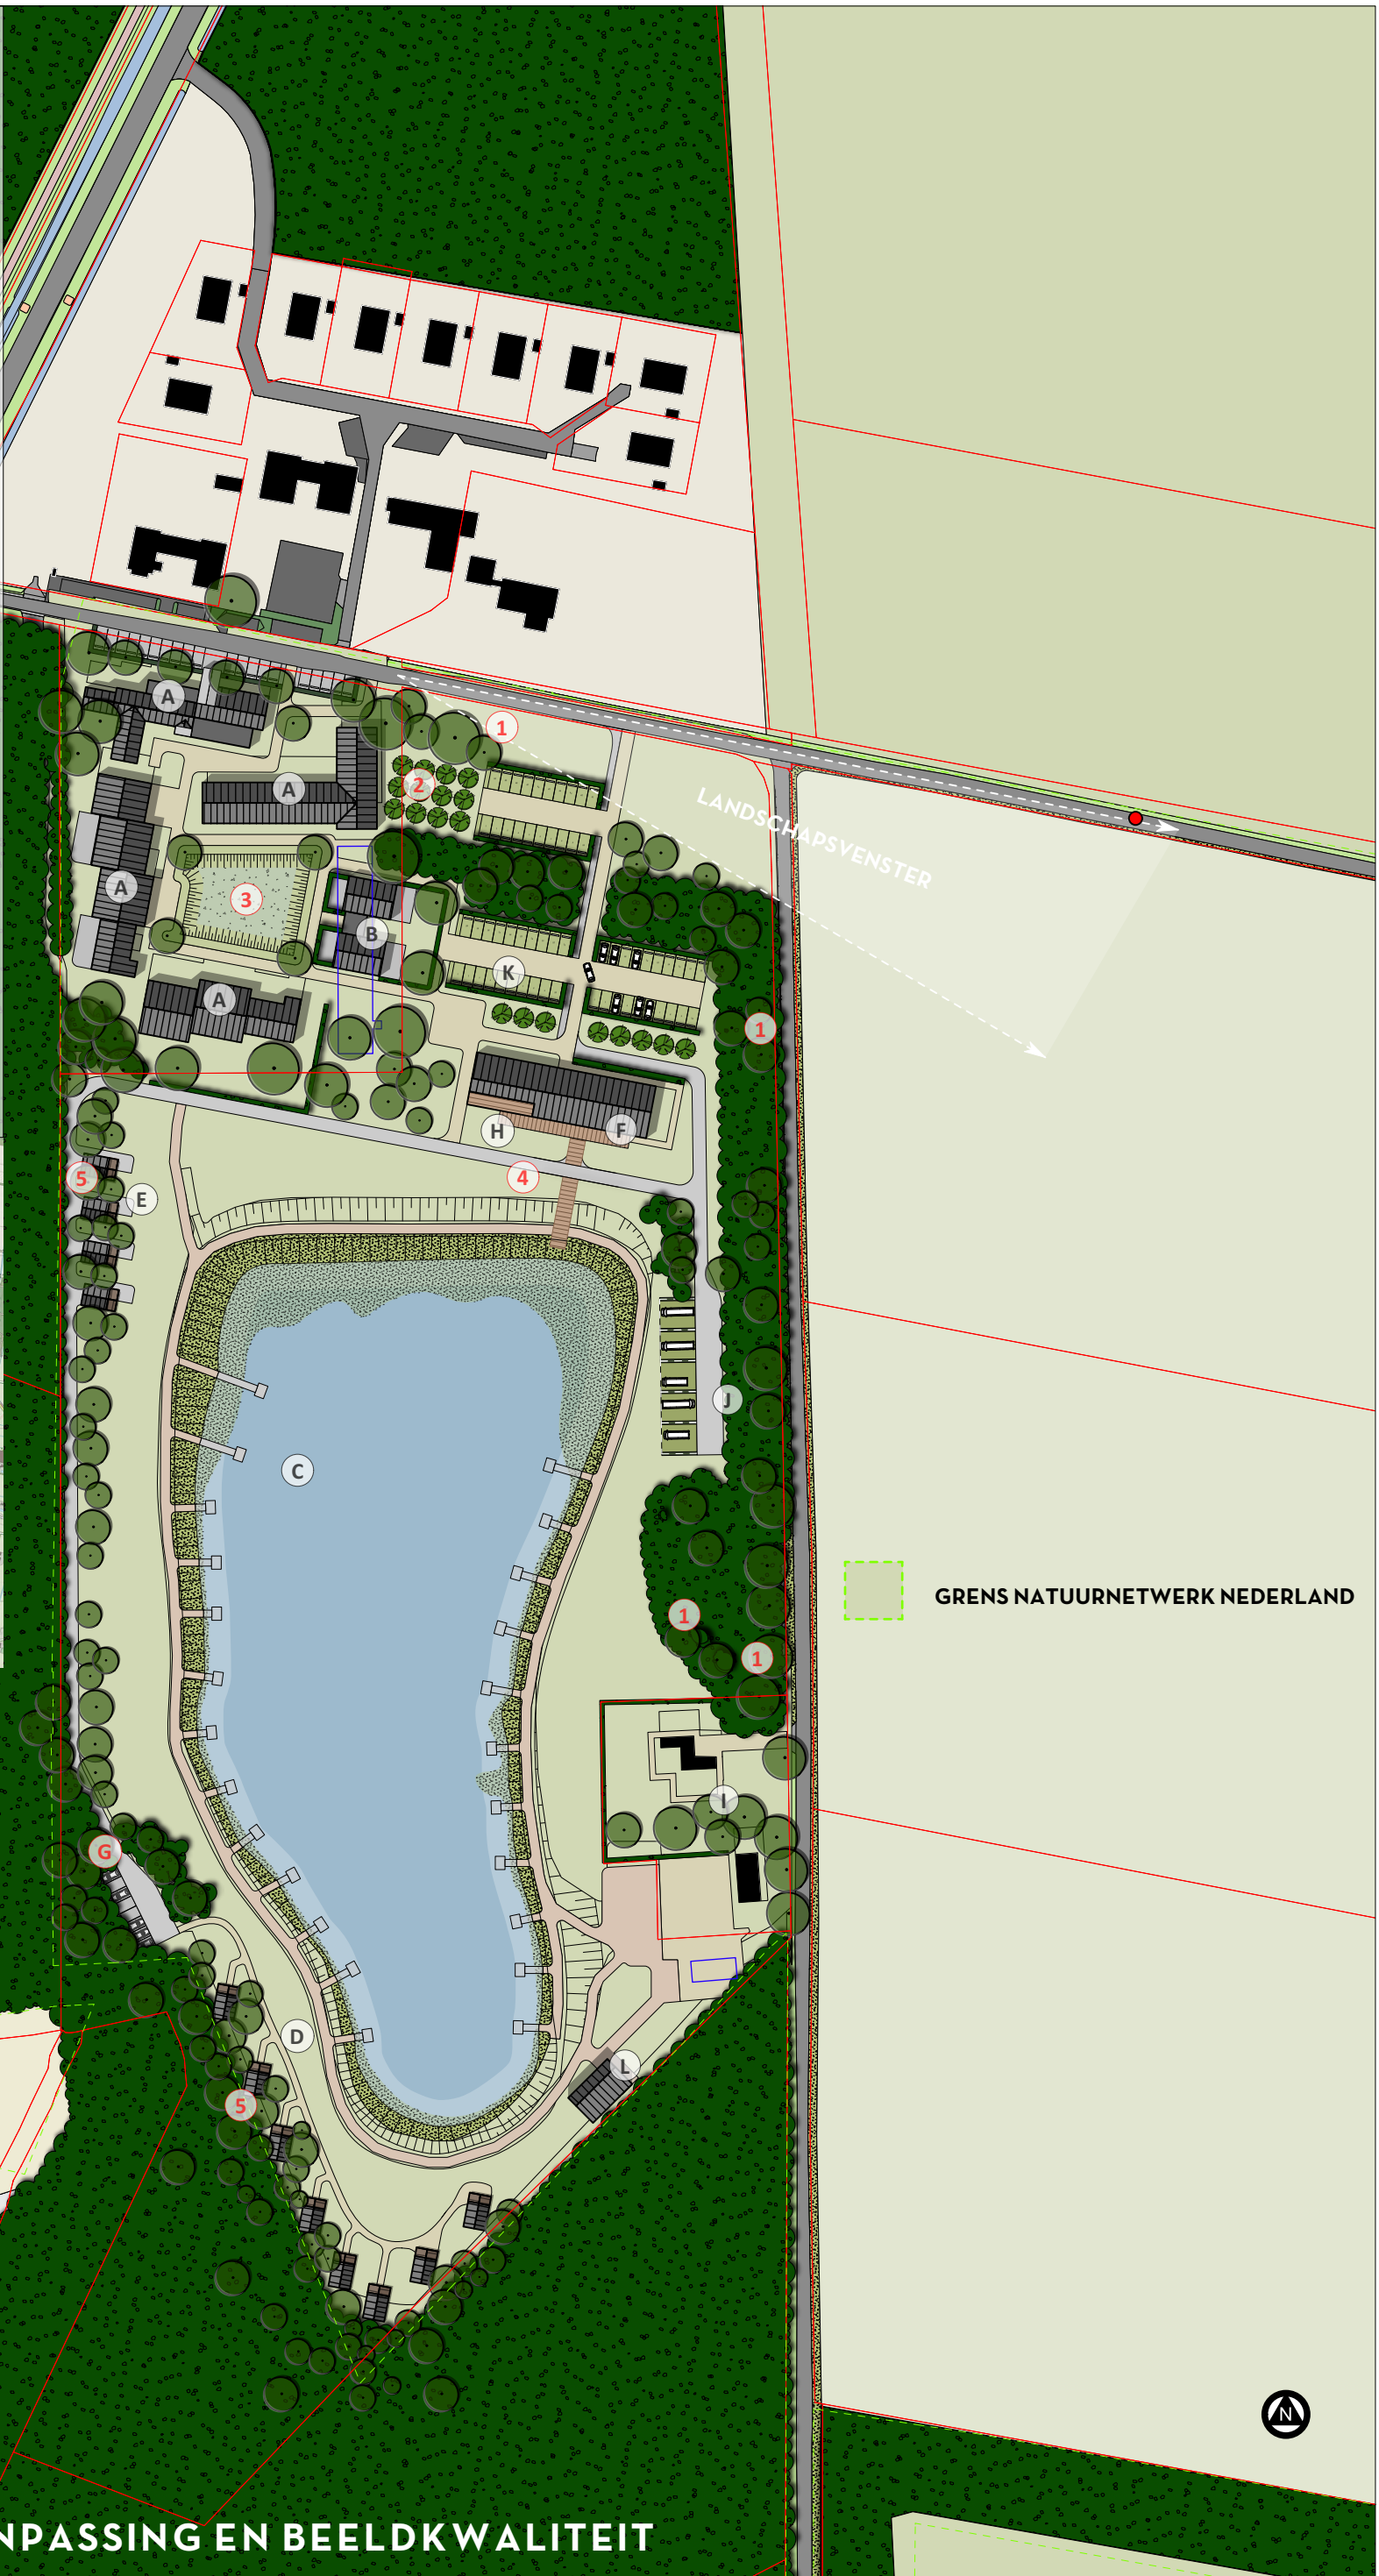 A
1
A
2
LANDSCHAPSVENSTER
A
3
B
K
A
1
H
F
5
4
E
J
C
GRENS NATUURNETWERK NEDERLAND
1
1
I
G
D
L
5
N
NPASSING EN BEELDKWALITEIT